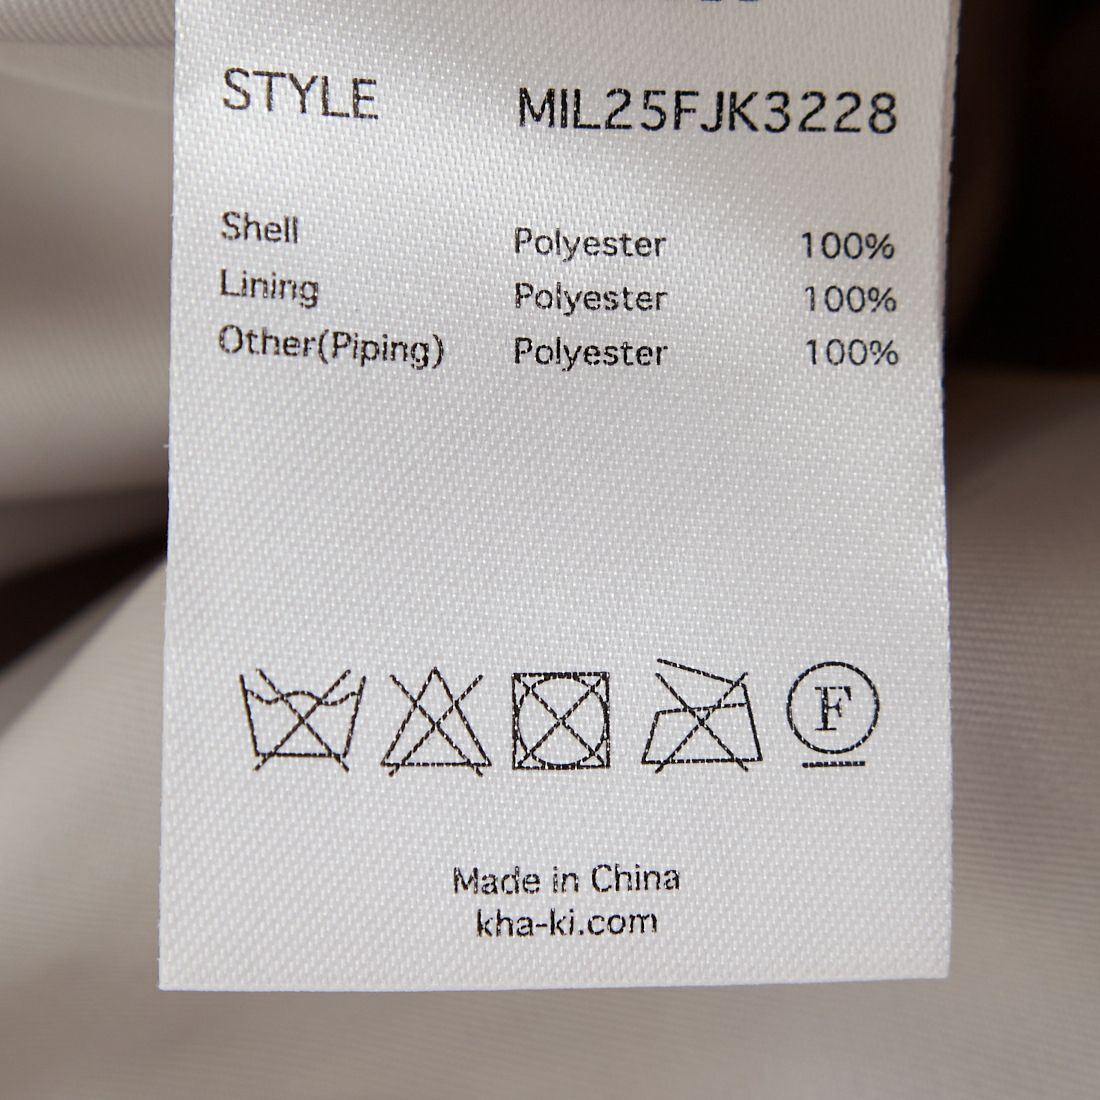 STYLE MIL25FJK3228
Shell Polyester 100%
Lining Polyester 100%
Other(Piping) Polyester 100%
F
Made in China
kha-ki.com